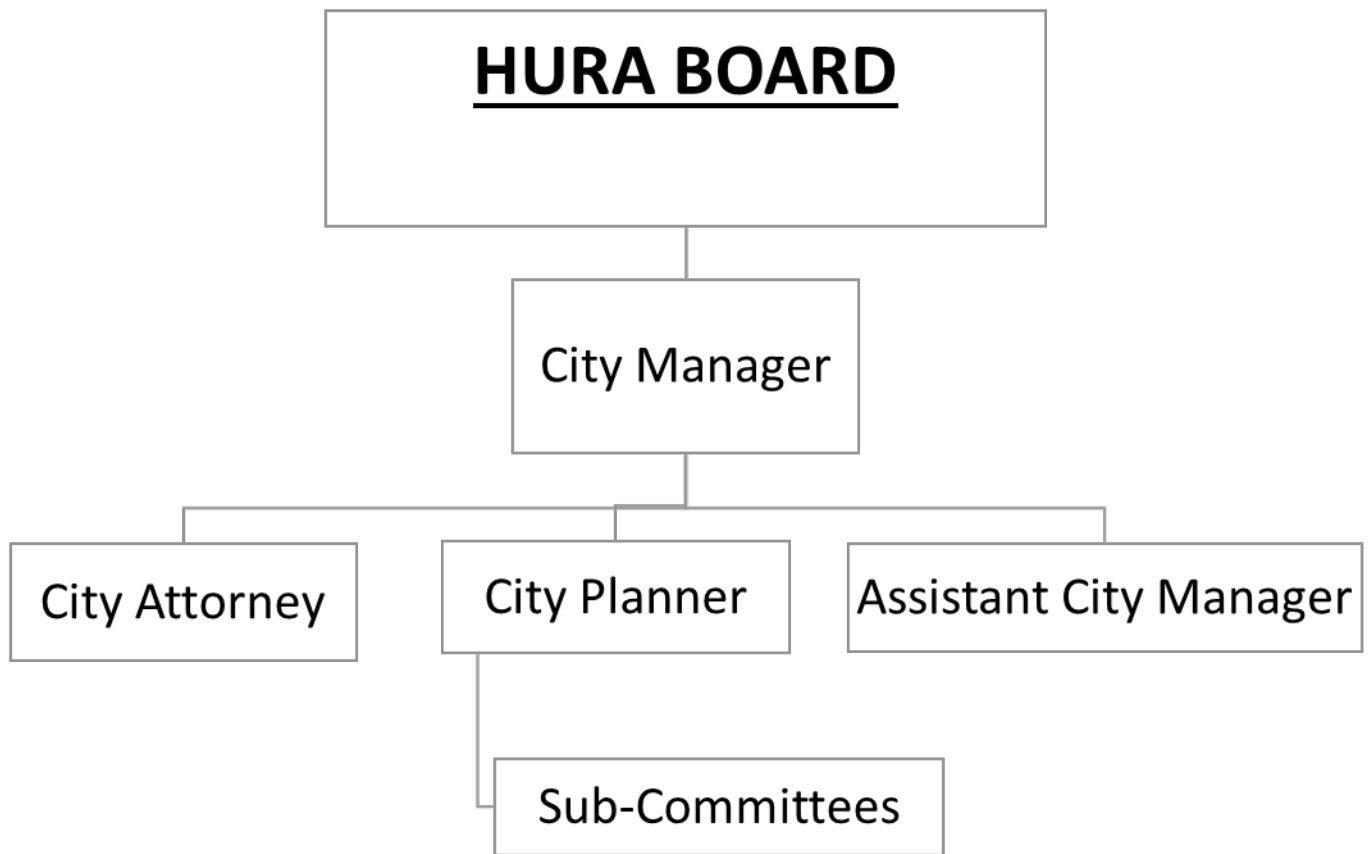 HURA BOARD
City Manager
City Attorney
City Planner
Assistant City Manager
Sub-Committees